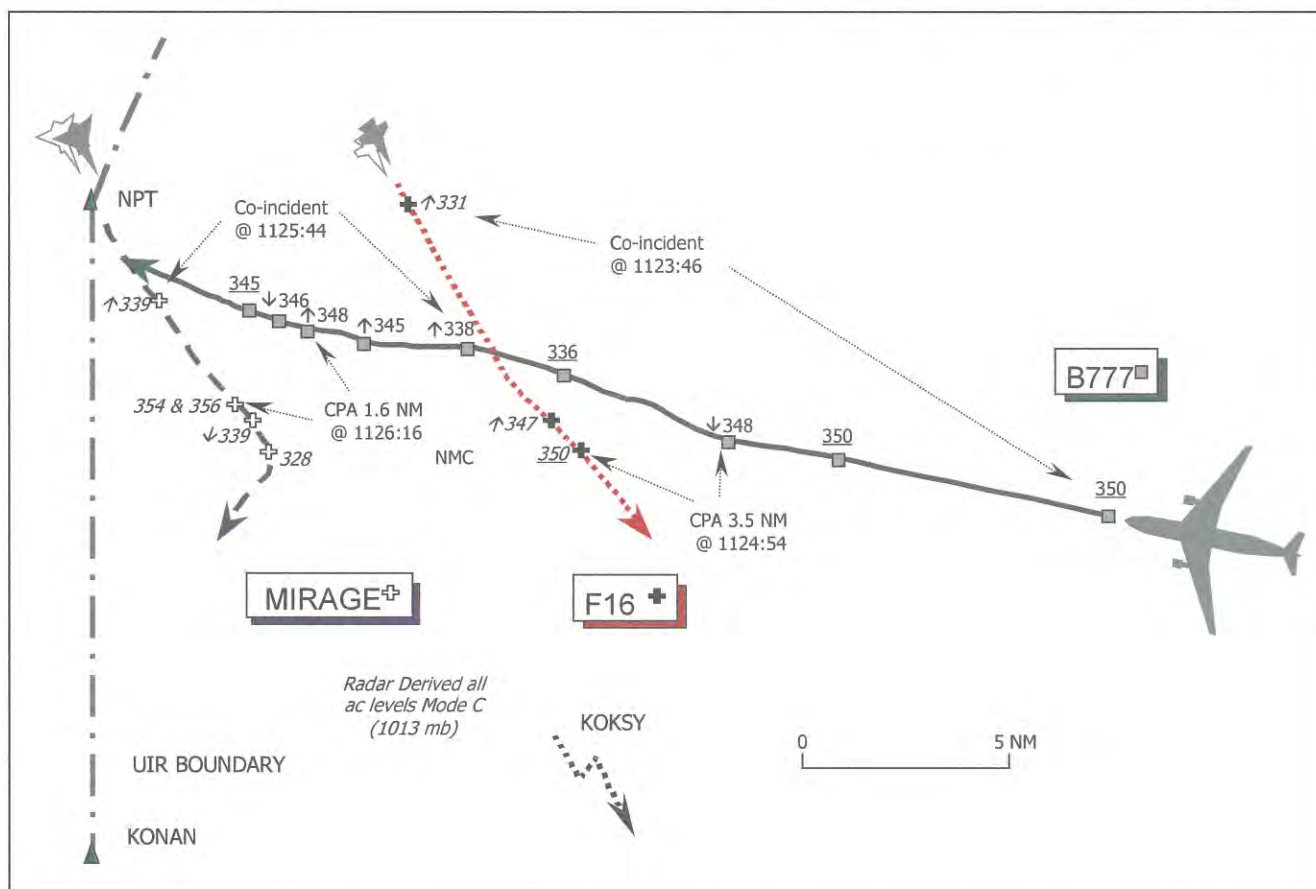 NPT
↑331
Co-incident
@ 1125:44
Co-incident
@ 1123:46
↑339
345
↓346
↑348
↑345
↑338
336
↓348
350
350
B777
354 & 356
↓339
328
CPA 1.6 NM
@ 1126:16
↑347
350
NMC
CPA 3.5 NM
@ 1124:54
MIRAGE
F16
Radar Derived all
ac levels Mode C
(1013 mb)
KOKSY
0 5 NM
UIR BOUNDARY
KONAN